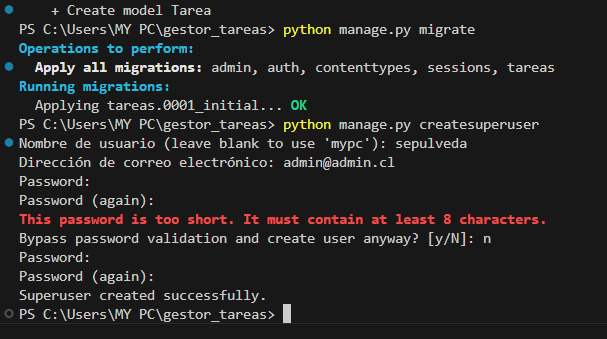 + Create model Tarea
PS C:\Users\MY PC\gestor_tareas> python manage.py migrate
Operations to perform:
Apply all migrations: admin, auth, contenttypes, sessions, tareas
Running migrations:
Applying tareas.0001_initial... OK
PS C:\Users\MY PC\gestor_tareas> python manage.py createsuperuser
Nombre de usuario (leave blank to use 'mypc'): sepulveda
Dirección de correo electrónico: admin@admin.cl
Password:
Password (again):
This password is too short. It must contain at least 8 characters.
Bypass password validation and create user anyway? [y/N]: n
Password:
Password (again):
Superuser created successfully.
PS C:\Users\MY PC\gestor_tareas>